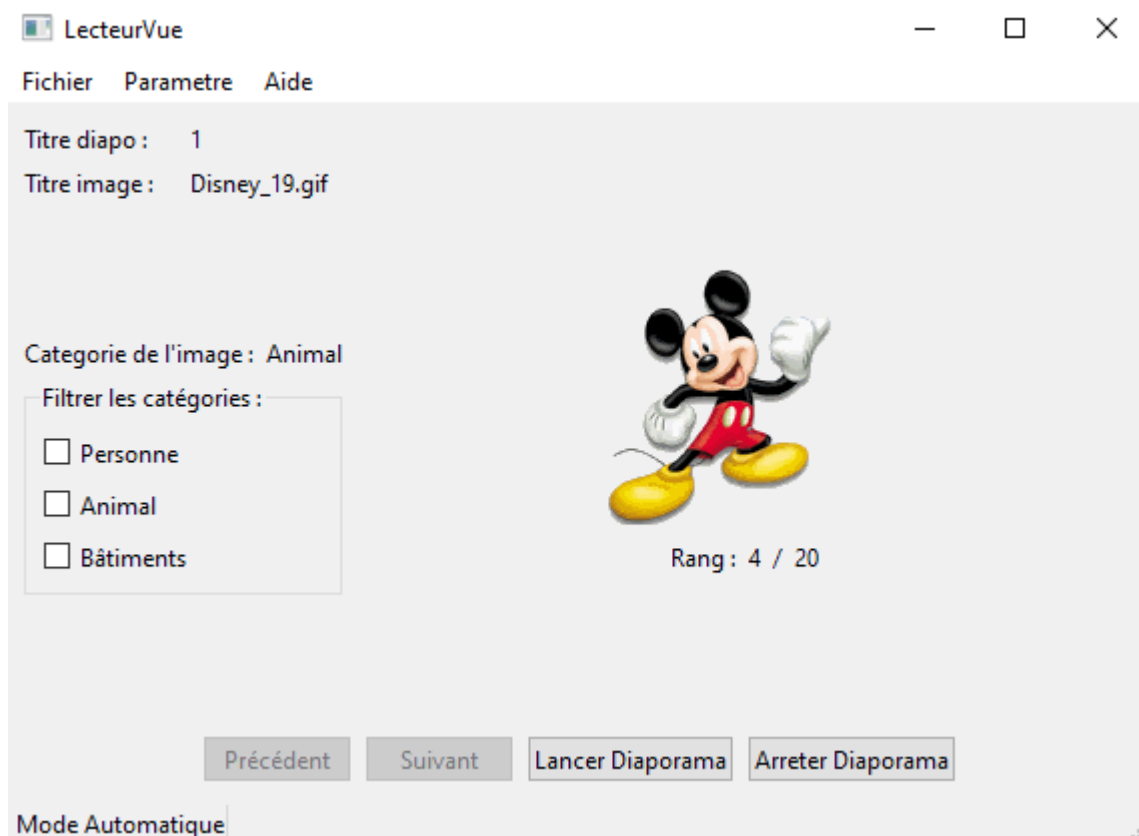 LecteurVue
Fichier Parametre Aide
Titre diapo : 1
Titre image : Disney_19.gif
Categorie de l'image : Animal
Filtrer les catégories :
Personne
Animal
Bâtiments
Rang : 4 / 20
Précédent Suivant Lancer Diaporama Arreter Diaporama
Mode Automatique